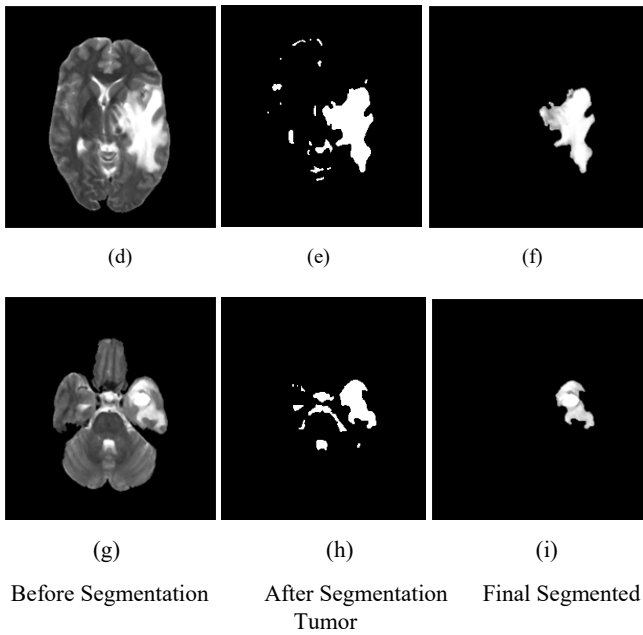 (d) (e) (f)
(g) (h) (i)
Before Segmentation After Segmentation Final Segmented
Tumor